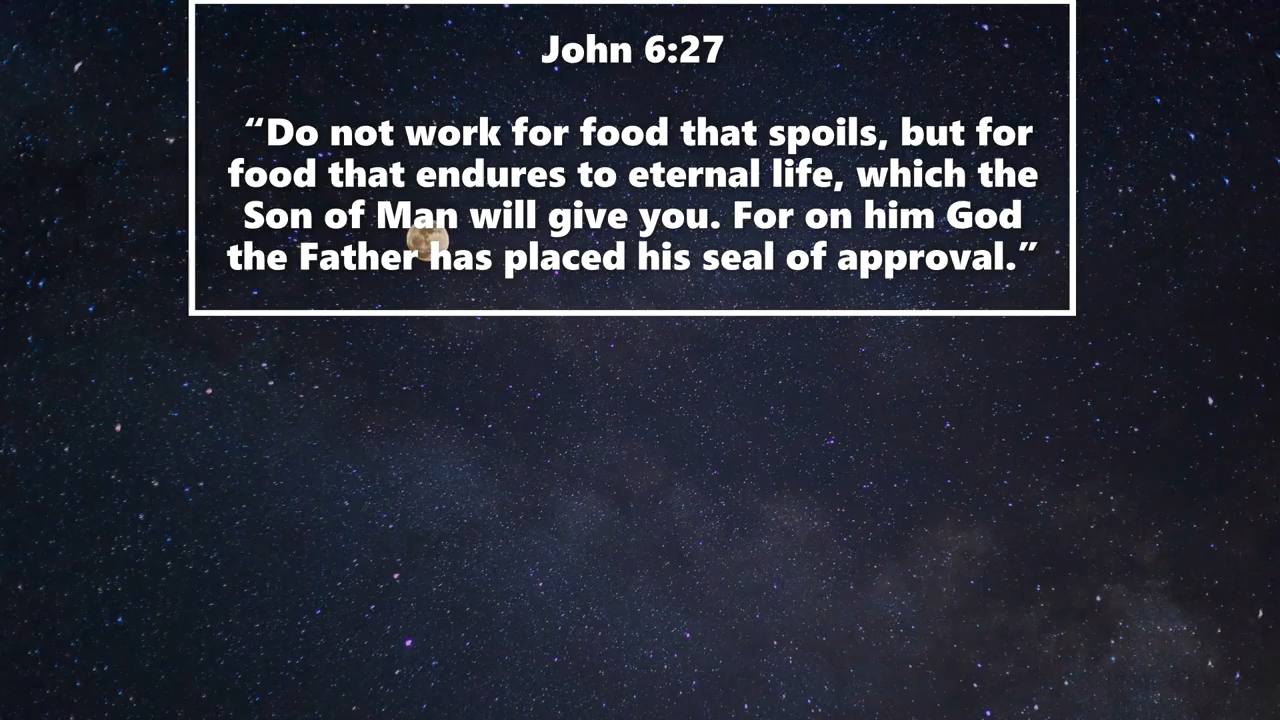 John 6:27
“Do not work for food that spoils, but for
food that endures to eternal life, which the
Son of Man will give you. For on him God
the Father has placed his seal of approval.”